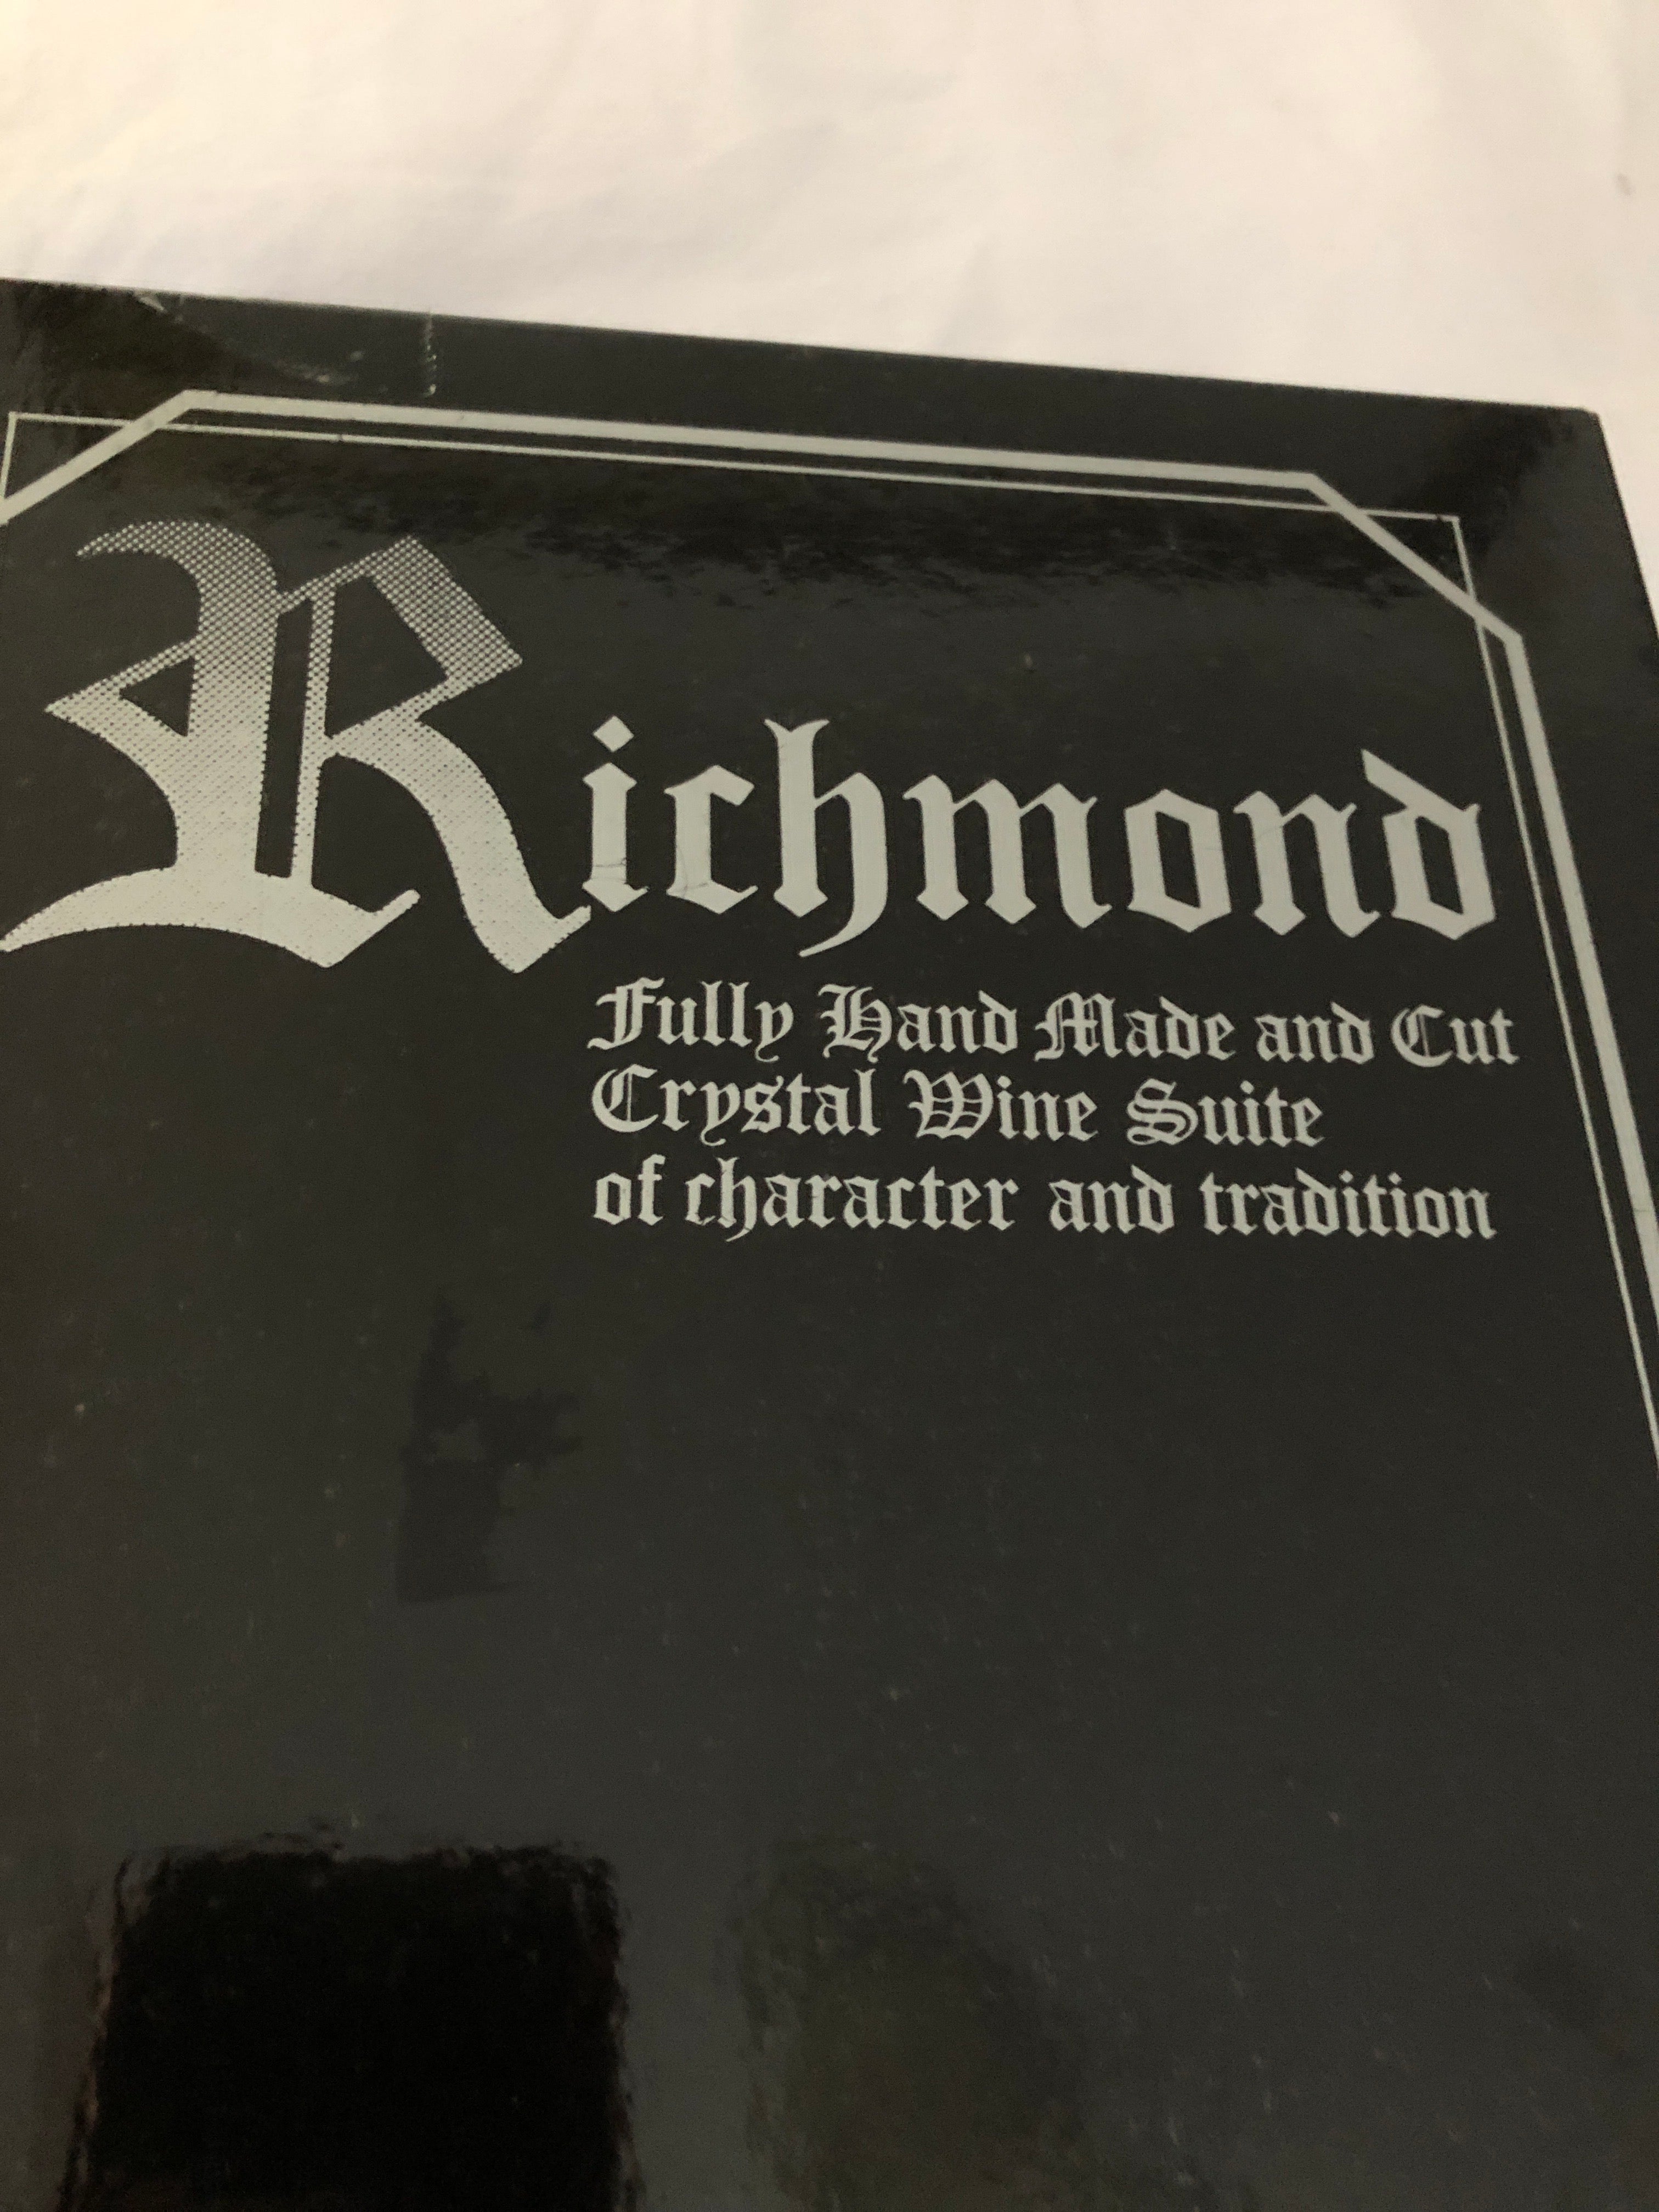 Richmond
Fully Hand Made and Cut
Crystal Wine Suite
of character and tradition